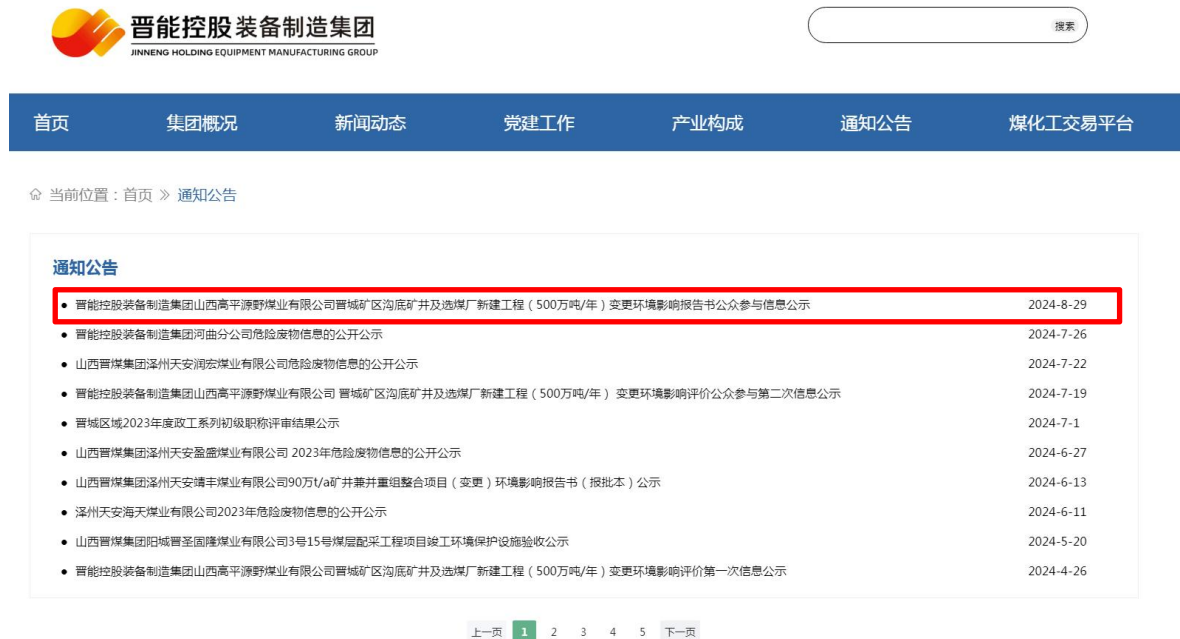 晋能控股装备制造集团
JINNENG HOLDING EQUIPMENT MANUFACTURING GROUP
搜索
首页 集团概况 新闻动态 党建工作 产业构成 通知公告 煤化工交易平台
当前位置：首页 》 通知公告
通知公告
● 晋能控股装备制造集团山西高平源野煤业有限公司晋城矿区沟底矿井及选煤厂新建工程（500万吨/年）变更环境影响报告书公众参与信息公示 2024-8-29
● 晋能控股装备制造集团河曲分公司危险废物信息的公开公示 2024-7-26
● 山西晋煤集团泽州天安润宏煤业有限公司危险废物信息的公开公示 2024-7-22
● 晋能控股装备制造集团山西高平源野煤业有限公司 晋城矿区沟底矿井及选煤厂新建工程（500万吨/年） 变更环境影响评价公众参与第二次信息公示 2024-7-19
● 晋城区域2023年度政工系列初级职称评审结果公示 2024-7-1
● 山西晋煤集团泽州天安盈盛煤业有限公司 2023年危险废物信息的公开公示 2024-6-27
● 山西晋煤集团泽州天安靖丰煤业有限公司90万t/a矿井兼并重组整合项目（变更）环境影响报告书（报批本）公示 2024-6-13
● 泽州天安海天煤业有限公司2023年危险废物信息的公开公示 2024-6-11
● 山西晋煤集团阳城晋圣固隆煤业有限公司3号15号煤层配采工程项目竣工环境保护设施验收公示 2024-5-20
● 晋能控股装备制造集团山西高平源野煤业有限公司晋城矿区沟底矿井及选煤厂新建工程（500万吨/年）变更环境影响评价第一次信息公示 2024-4-26
上一页 1 2 3 4 5 下一页